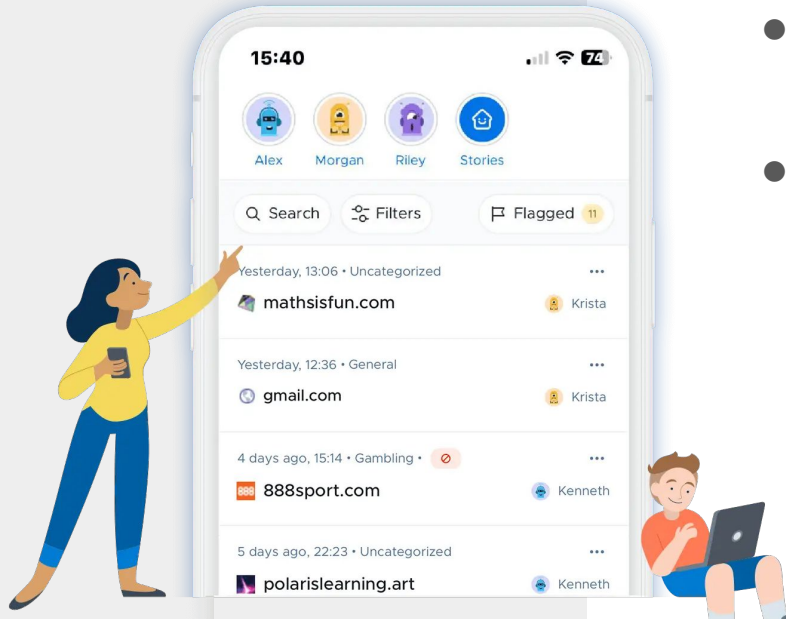 15:40 74
Alex Morgan Riley Stories
Search Filters Flagged 11
Yesterday, 13:06 • Uncategorized
mathsisfun.com Krista
Yesterday, 12:36 • General
gmail.com Krista
4 days ago, 15:14 • Gambling •
888 888sport.com Kenneth
5 days ago, 22:23 • Uncategorized
polarislearning.art Kenneth